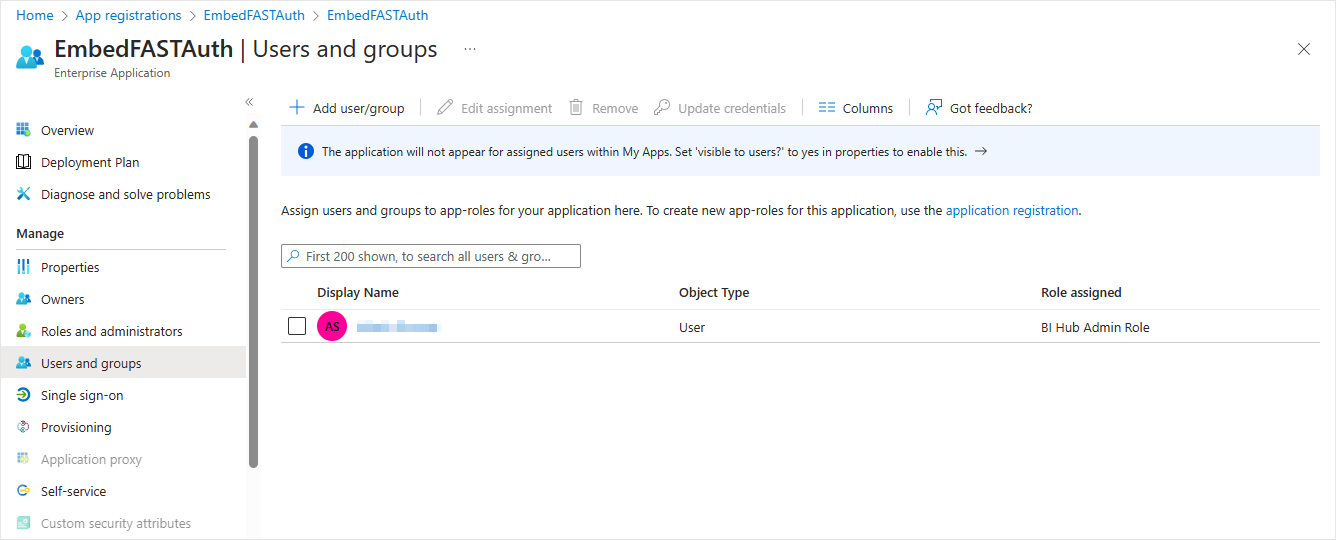 Home > App registrations > EmbedFASTAuth > EmbedFASTAuth
EmbedFASTAuth | Users and groups ...
Enterprise Application
«
Add user/group Edit assignment Remove Update credentials Columns Got feedback?
The application will not appear for assigned users within My Apps. Set 'visible to users?' to yes in properties to enable this. →
Assign users and groups to app-roles for your application here. To create new app-roles for this application, use the application registration.
First 200 shown, to search all users & gro...
Display Name Object Type Role assigned
AS User BI Hub Admin Role
Overview
Deployment Plan
Diagnose and solve problems
Manage
Properties
Owners
Roles and administrators
Users and groups
Single sign-on
Provisioning
Application proxy
Self-service
Custom security attributes